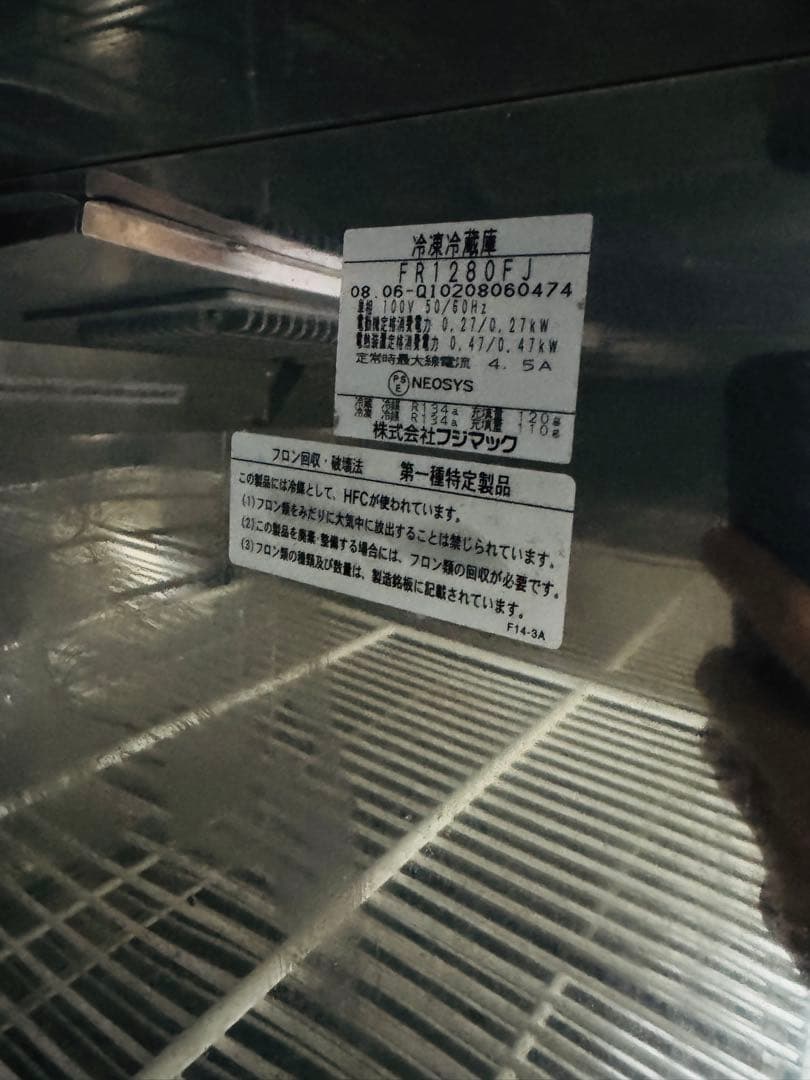 冷凍冷蔵庫
FR1280FJ
08.06-Q10208060474
単相 100V 50/60Hz
電動機定格消費電力 0.27/0.27kW
電熱装置定格消費電力 0.47/0.47kW
定常時最大線電流 4.5A
PSE NEOSYS
冷蔵 冷媒 R134a 充填量 120g
冷凍 冷媒 R134a 充填量 110g
株式会社フジマック
フロン回収・破壊法 第一種特定製品
この製品には冷媒として、HFCが使われています。
(1)フロン類をみだりに大気中に放出することは禁じられています。
(2)この製品を廃棄・整備する場合には、フロン類の回収が必要です。
(3)フロン類の種類及び数量は、製造銘板に記載されています。
F14-3A